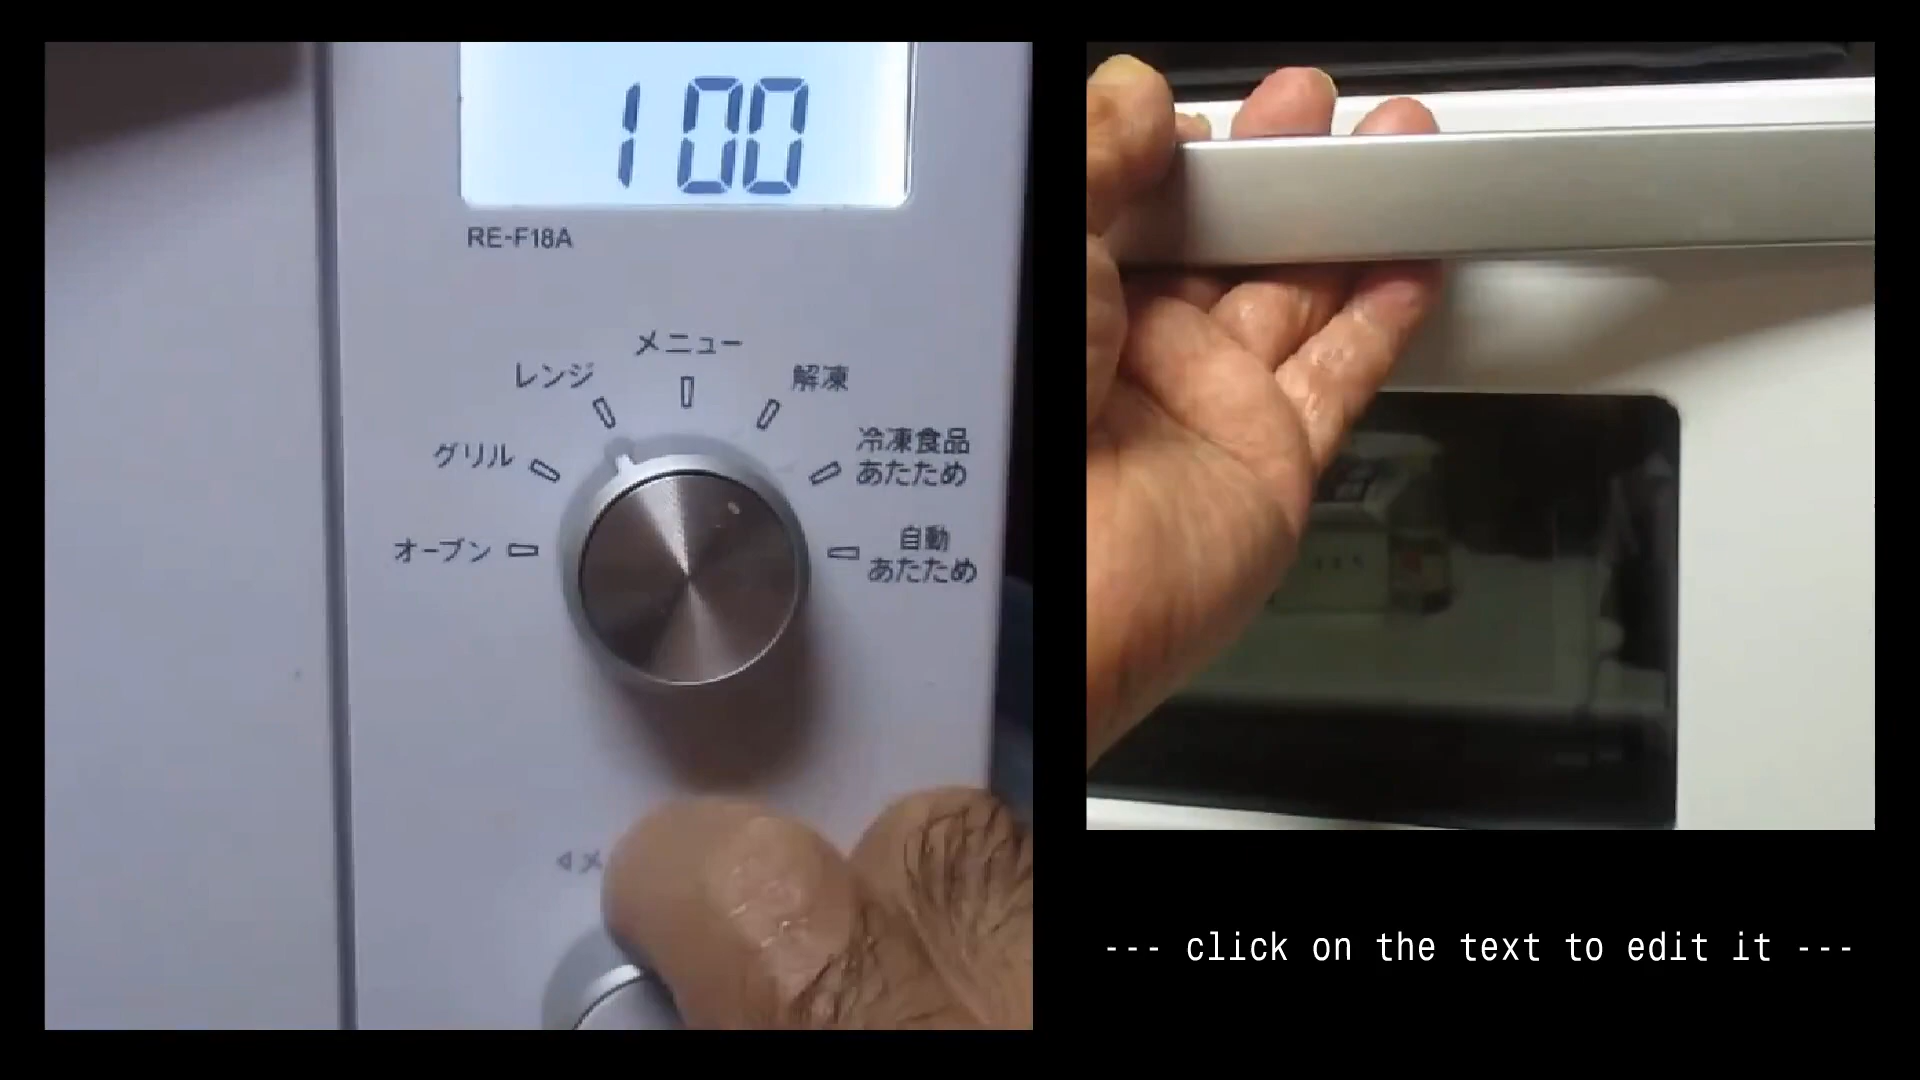 100
RE-F18A
メニュー
レンジ
解凍
グリル
冷凍食品
あたため
オーブン
自動
あたため
--- click on the text to edit it ---